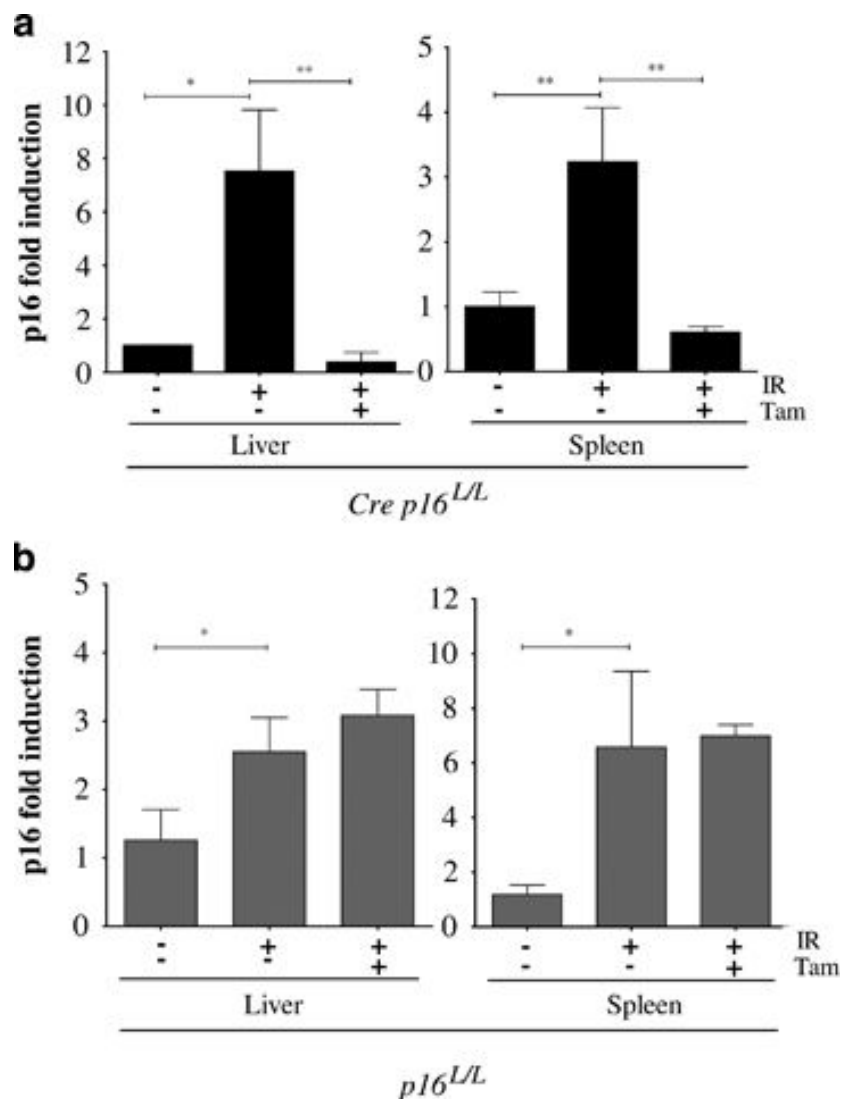 a
p16 fold induction
12
10
8
6
4
2
0
* **
5
4
3
2
1
0
** **
- + + - + + IR
- - + - - + Tam
Liver Spleen
Cre p16^L/L
b
p16 fold induction
5
4
3
2
1
0
*
12
10
8
6
4
2
0
*
- + + - + + IR
- - + - - + Tam
Liver Spleen
p16^L/L